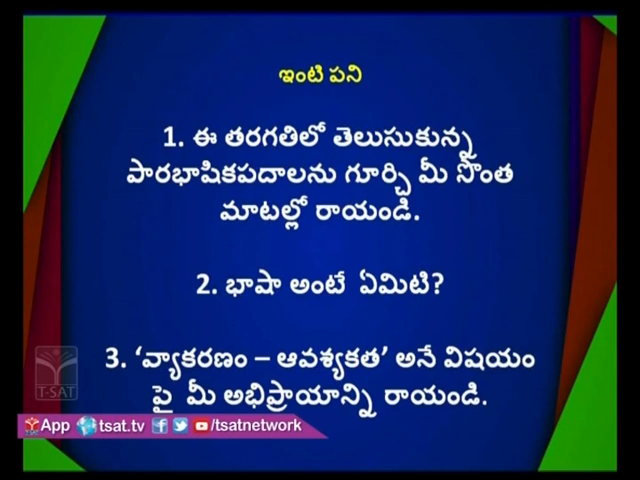 ఇంటి పని
1. ఈ తరగతిలో తెలుసుకున్న
పారభాషికపదాలను గూర్చి మీ సొంత
మాటల్లో రాయండి.
2. భాషా అంటే ఏమిటి?
3. ‘వ్యాకరణం – ఆవశ్యకత’ అనే విషయం
పై మీ అభిప్రాయాన్ని రాయండి.
T-SAT
App tsat.tv /tsatnetwork